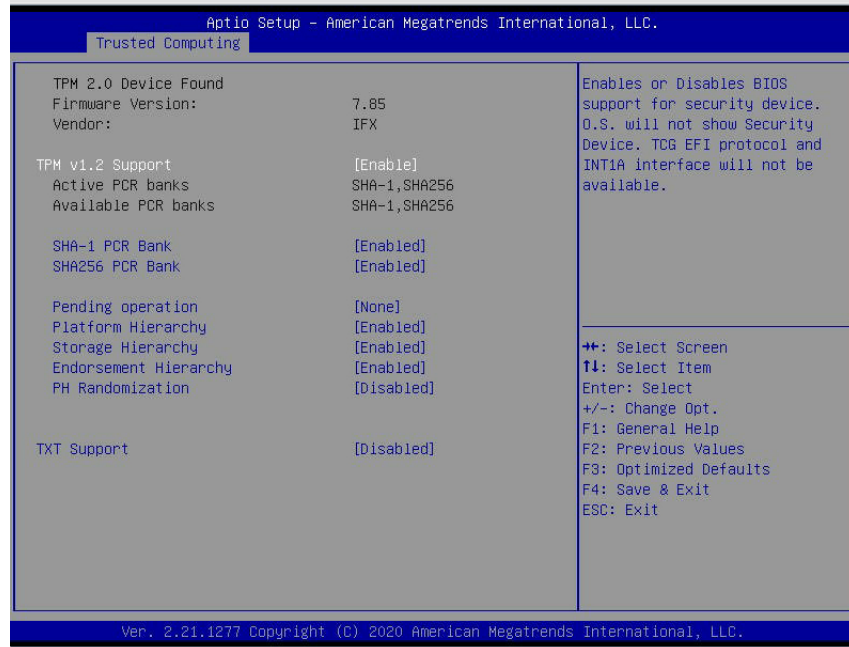 Aptio Setup – American Megatrends International, LLC.
Trusted Computing
TPM 2.0 Device Found
Firmware Version: 7.85
Vendor: IFX
TPM v1.2 Support [Enable]
Active PCR banks SHA-1,SHA256
Available PCR banks SHA-1,SHA256
SHA-1 PCR Bank [Enabled]
SHA256 PCR Bank [Enabled]
Pending operation [None]
Platform Hierarchy [Enabled]
Storage Hierarchy [Enabled]
Endorsement Hierarchy [Enabled]
PH Randomization [Disabled]
TXT Support [Disabled]
Enables or Disables BIOS
support for security device.
O.S. will not show Security
Device. TCG EFI protocol and
INT1A interface will not be
available.
→←: Select Screen
↑↓: Select Item
Enter: Select
+/-: Change Opt.
F1: General Help
F2: Previous Values
F3: Optimized Defaults
F4: Save & Exit
ESC: Exit
Ver. 2.21.1277 Copyright (C) 2020 American Megatrends International, LLC.